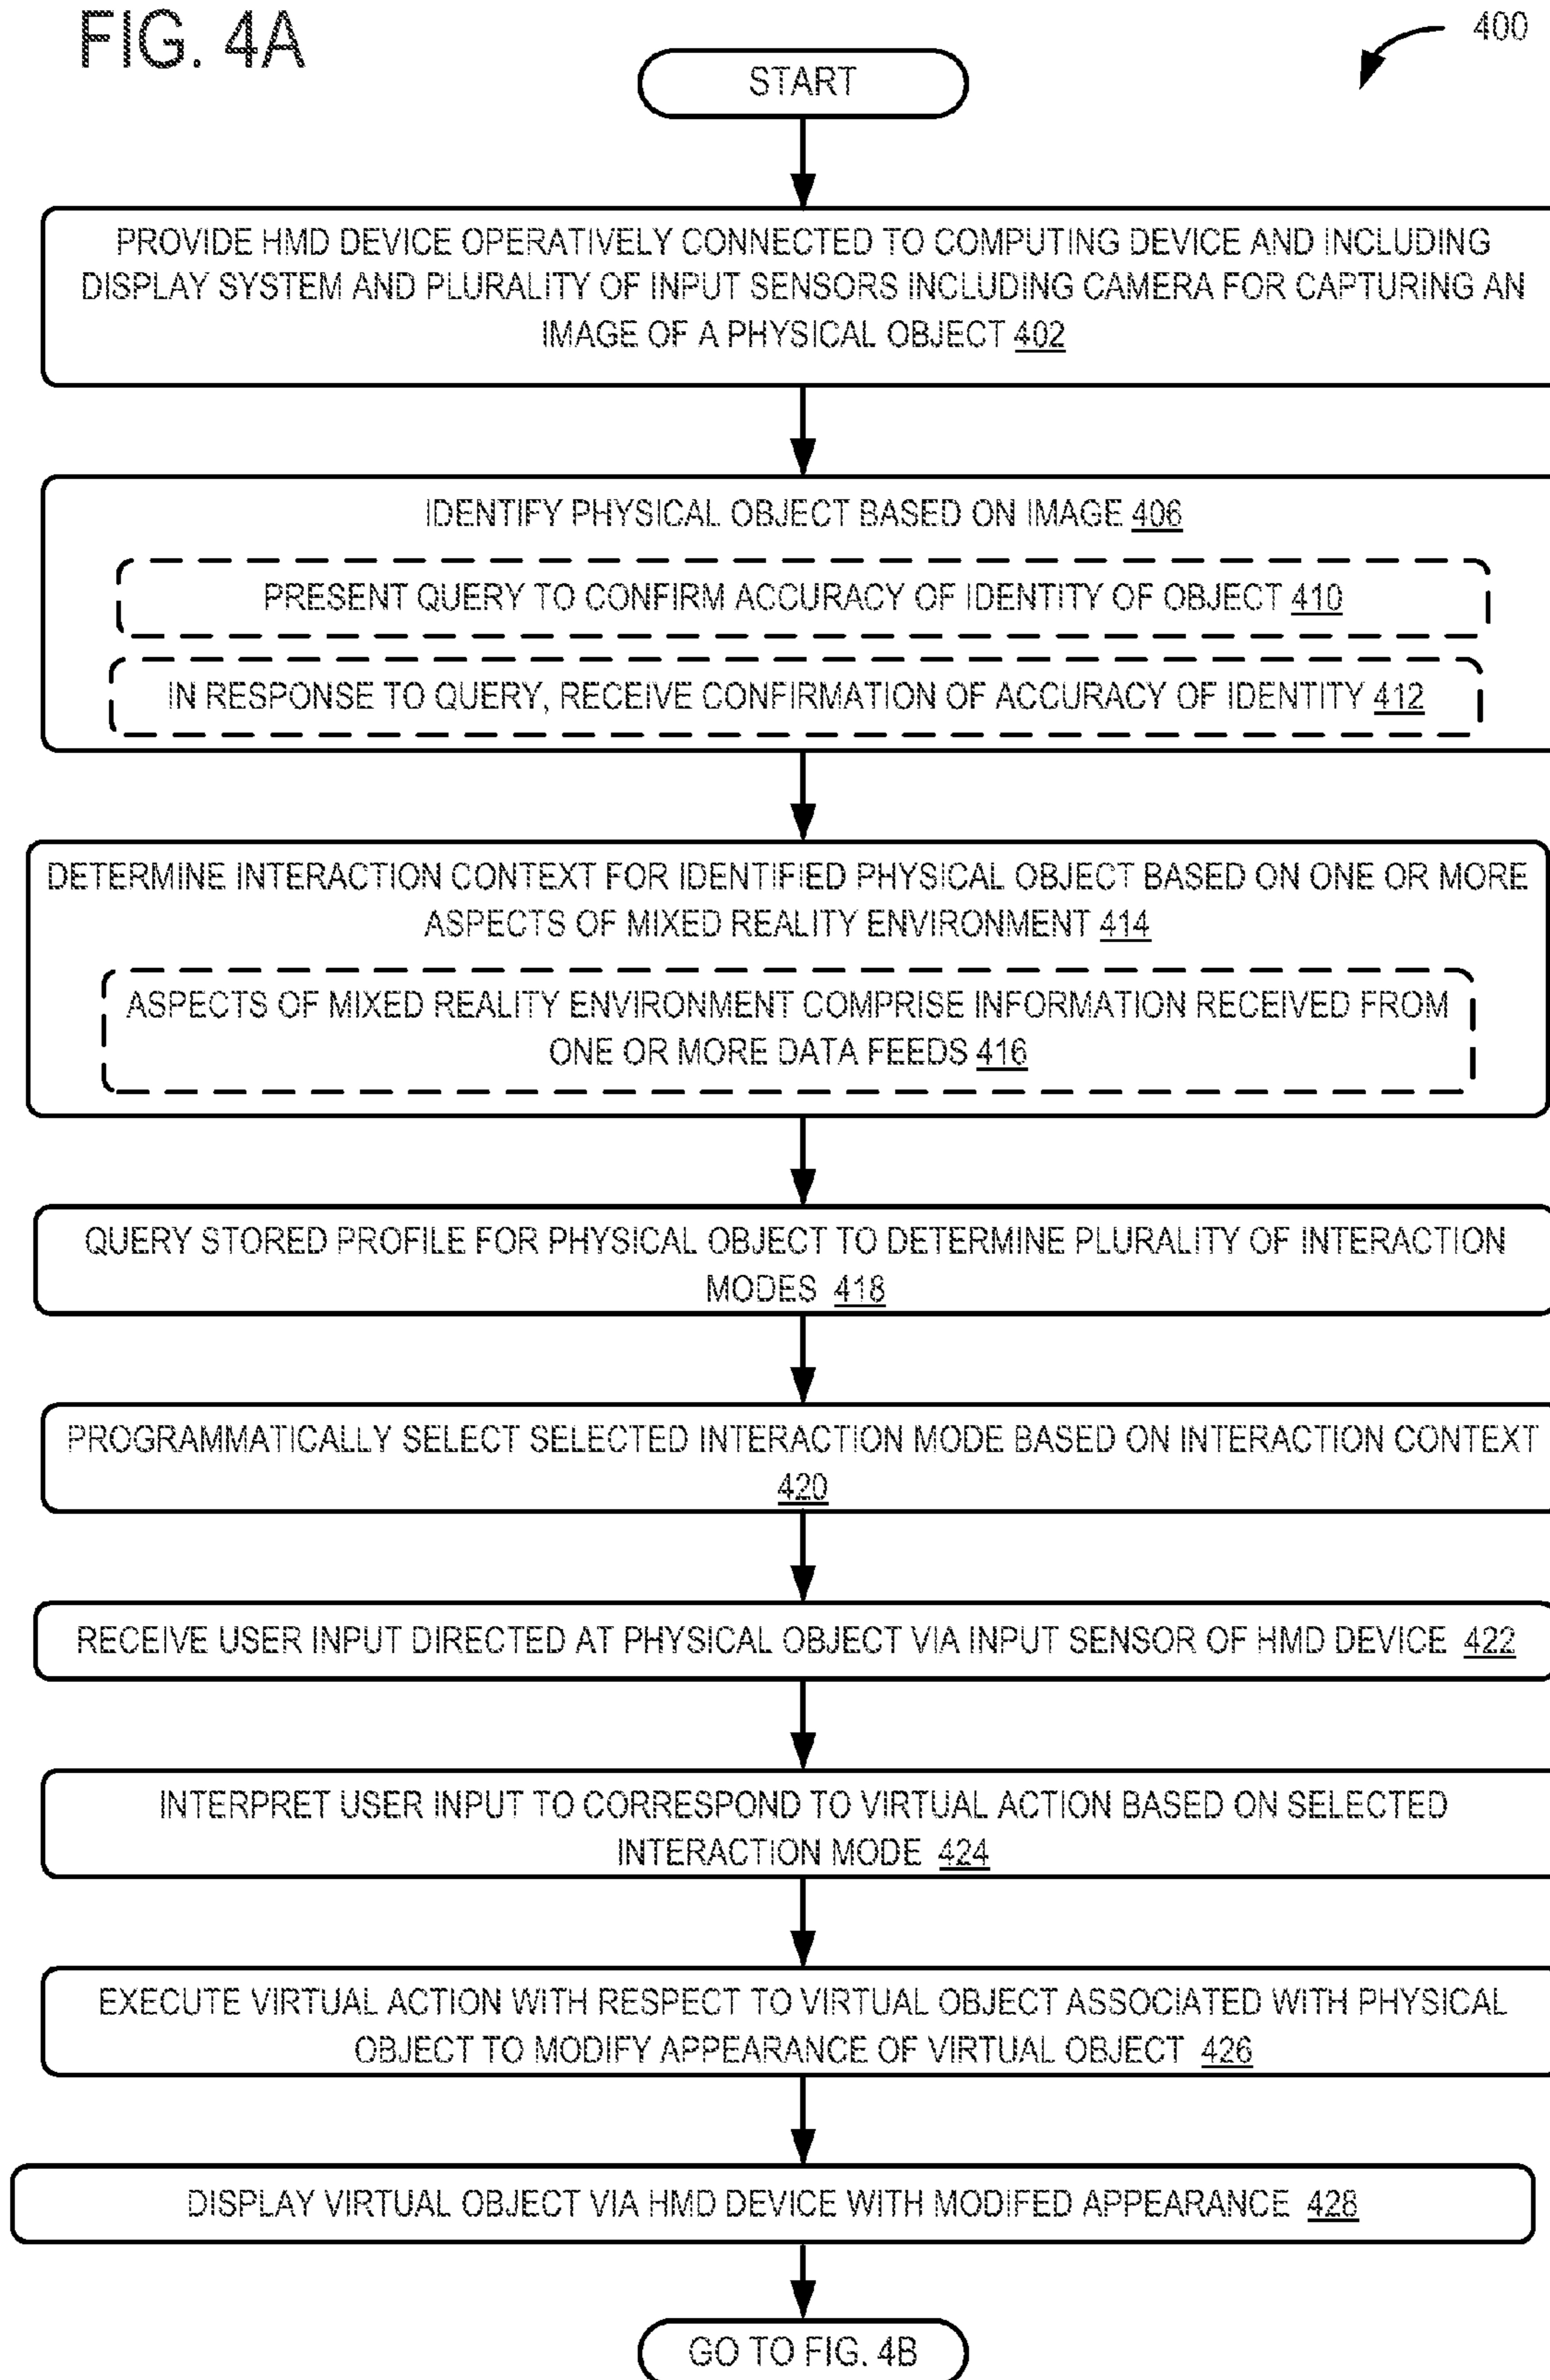 FIG. 4A
400
START
PROVIDE HMD DEVICE OPERATIVELY CONNECTED TO COMPUTING DEVICE AND INCLUDING
DISPLAY SYSTEM AND PLURALITY OF INPUT SENSORS INCLUDING CAMERA FOR CAPTURING AN
IMAGE OF A PHYSICAL OBJECT 402
IDENTIFY PHYSICAL OBJECT BASED ON IMAGE 406
PRESENT QUERY TO CONFIRM ACCURACY OF IDENTITY OF OBJECT 410
IN RESPONSE TO QUERY, RECEIVE CONFIRMATION OF ACCURACY OF IDENTITY 412
DETERMINE INTERACTION CONTEXT FOR IDENTIFIED PHYSICAL OBJECT BASED ON ONE OR MORE
ASPECTS OF MIXED REALITY ENVIRONMENT 414
ASPECTS OF MIXED REALITY ENVIRONMENT COMPRISE INFORMATION RECEIVED FROM
ONE OR MORE DATA FEEDS 416
QUERY STORED PROFILE FOR PHYSICAL OBJECT TO DETERMINE PLURALITY OF INTERACTION
MODES 418
PROGRAMMATICALLY SELECT SELECTED INTERACTION MODE BASED ON INTERACTION CONTEXT
420
RECEIVE USER INPUT DIRECTED AT PHYSICAL OBJECT VIA INPUT SENSOR OF HMD DEVICE 422
INTERPRET USER INPUT TO CORRESPOND TO VIRTUAL ACTION BASED ON SELECTED
INTERACTION MODE 424
EXECUTE VIRTUAL ACTION WITH RESPECT TO VIRTUAL OBJECT ASSOCIATED WITH PHYSICAL
OBJECT TO MODIFY APPEARANCE OF VIRTUAL OBJECT 426
DISPLAY VIRTUAL OBJECT VIA HMD DEVICE WITH MODIFED APPEARANCE 428
GO TO FIG. 4B